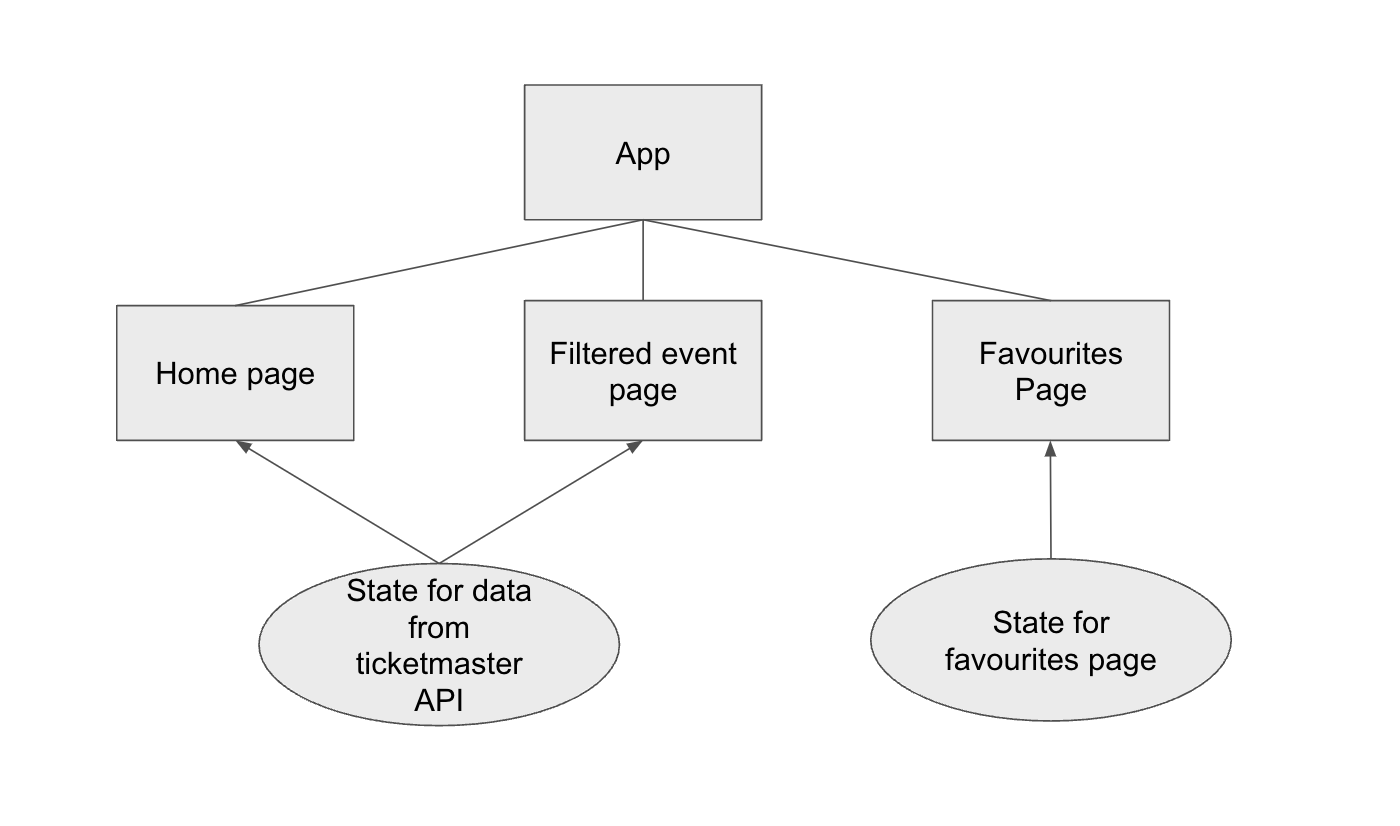 App
Home page
Filtered event
page
Favourites
Page
State for data
from
ticketmaster
API
State for
favourites page